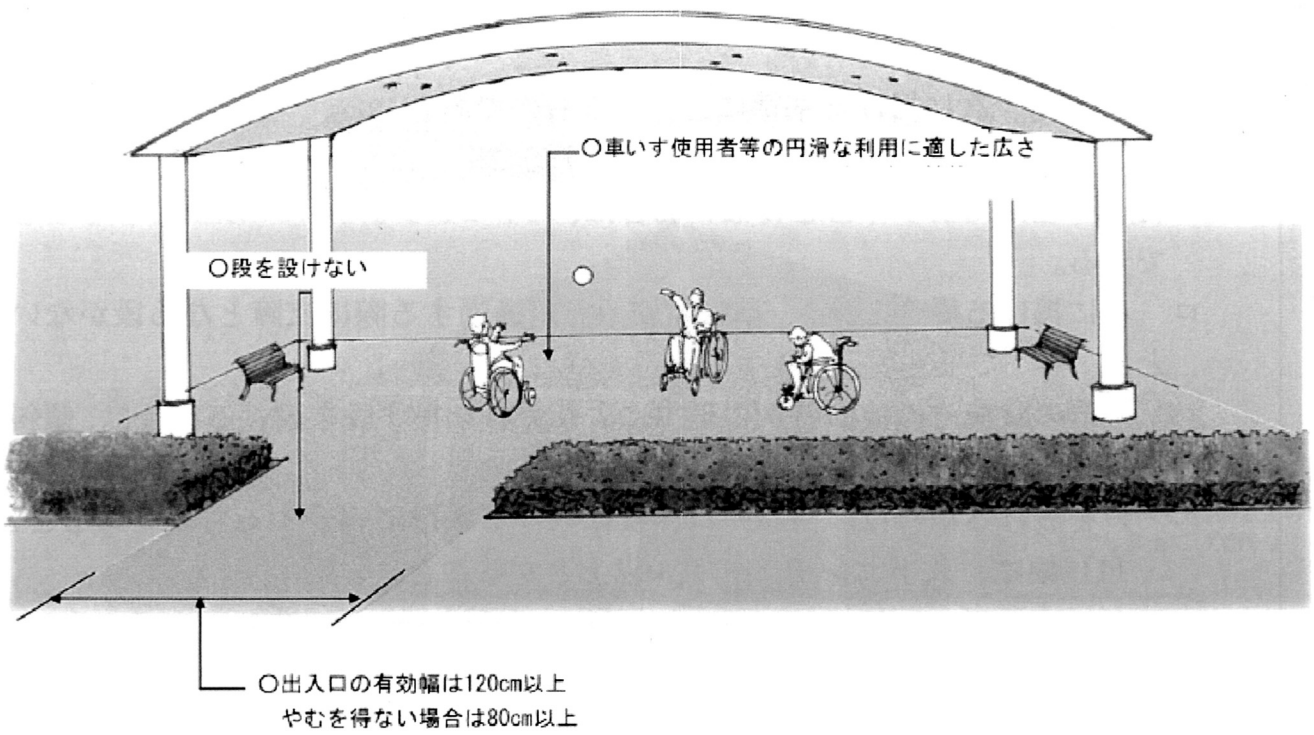 ○車いす使用者等の円滑な利用に適した広さ
○段を設けない
○出入口の有効幅は120cm以上
やむを得ない場合は80cm以上